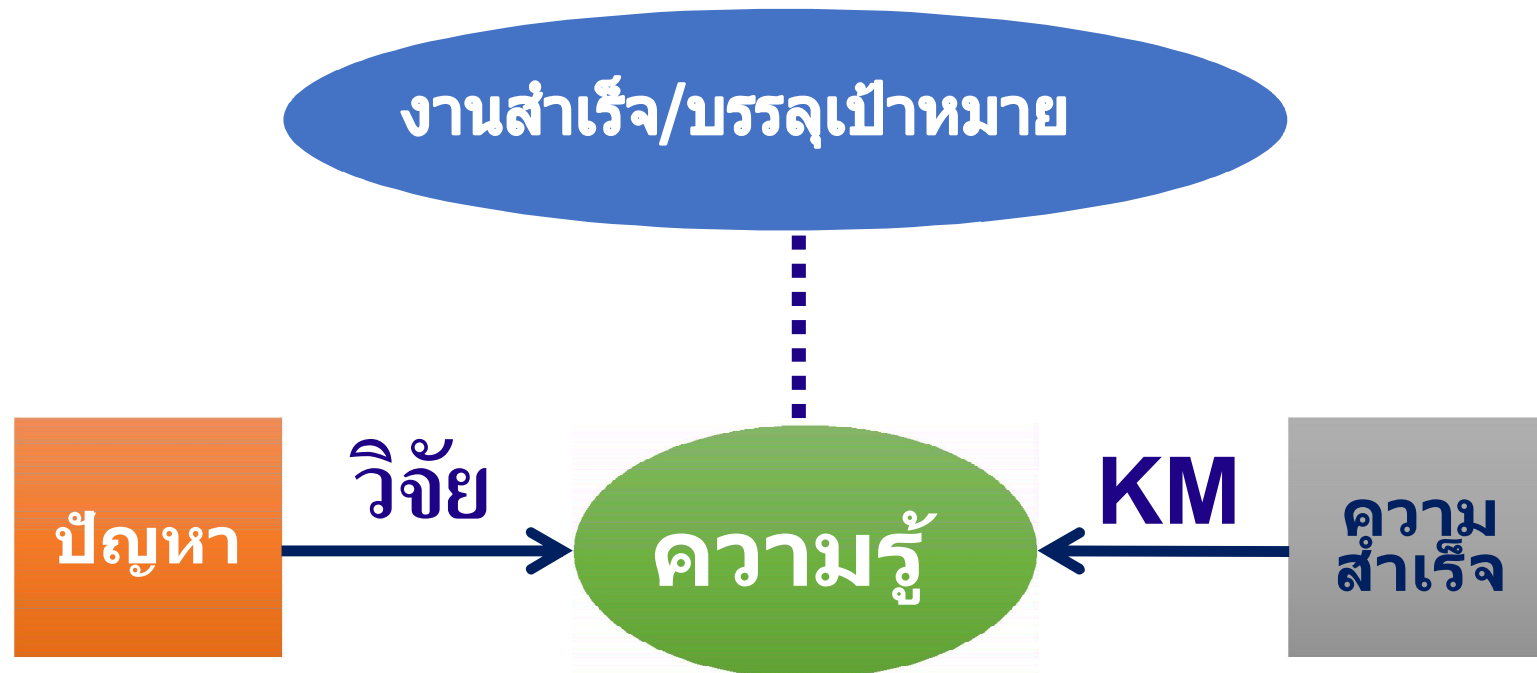 งานสำเร็จ/บรรลุเป้าหมาย
วิจัย
KM
ปัญหา
ความรู้
ความ
สำเร็จ